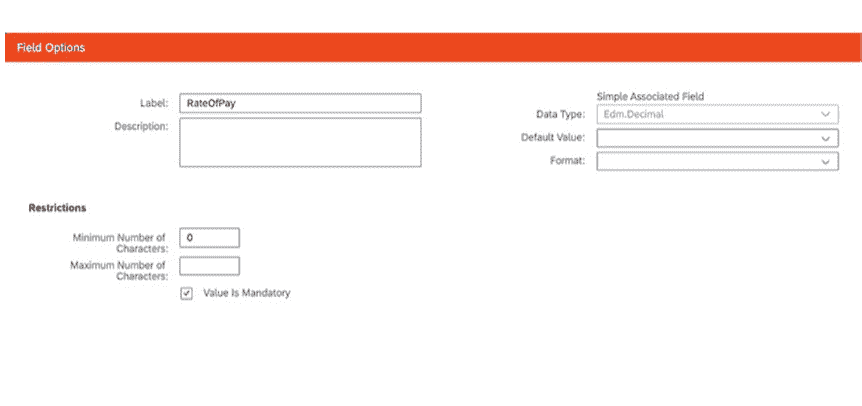 Field Options
Label: RateOfPay
Description:
Simple Associated Field
Data Type: Edm.Decimal
Default Value:
Format:
Restrictions
Minimum Number of
Characters: 0
Maximum Number of
Characters:
Value Is Mandatory